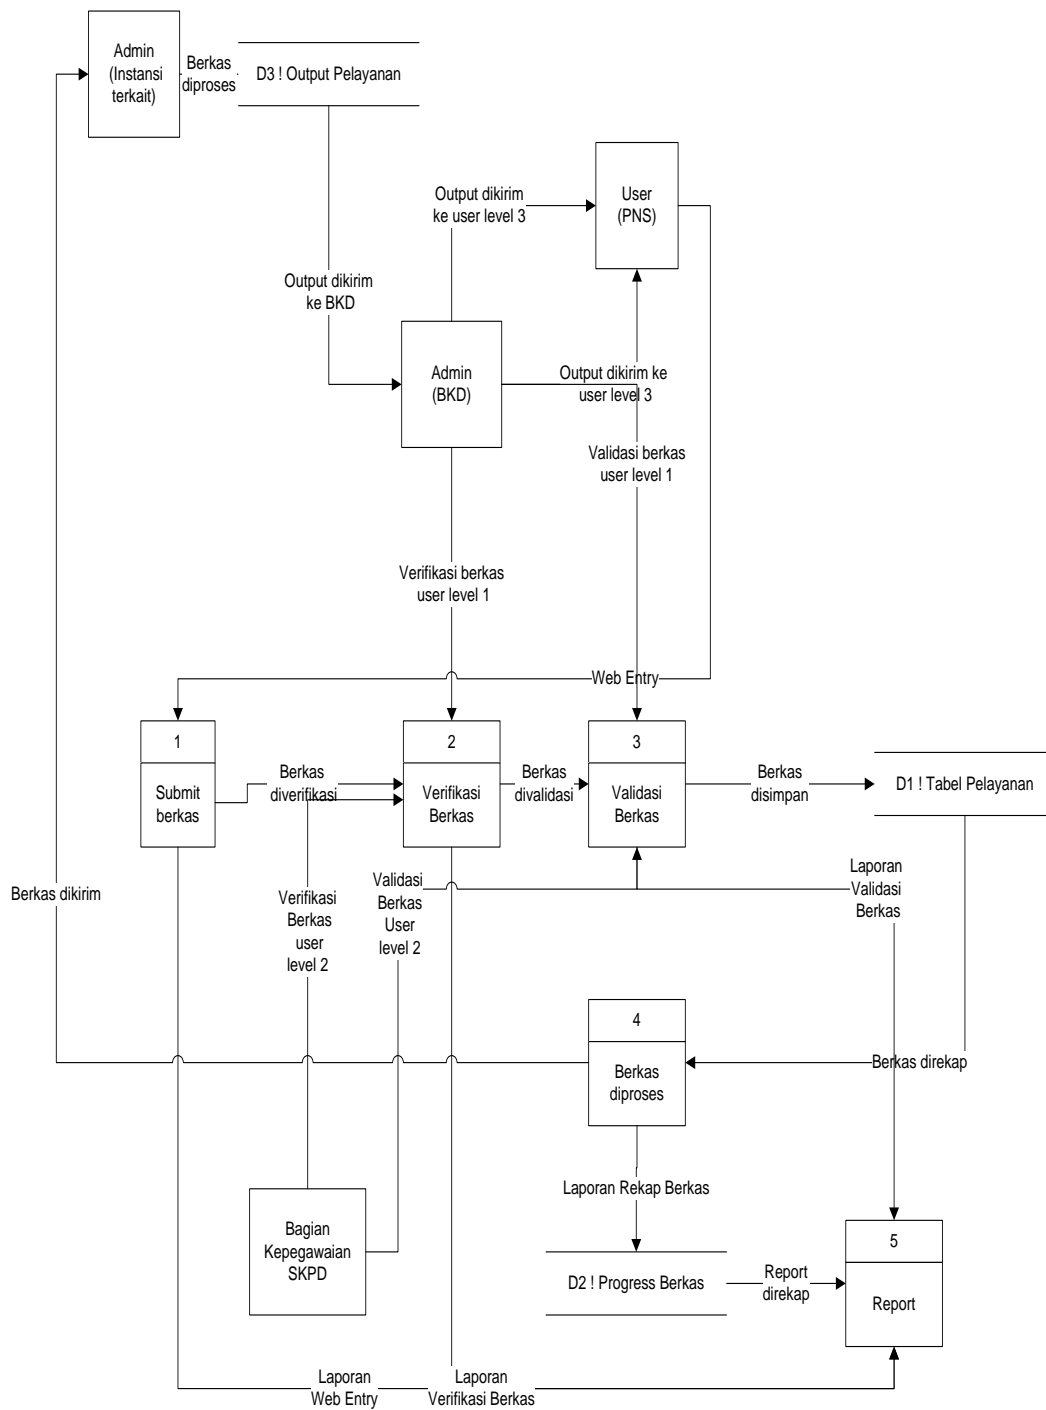 Admin
(Instansi
terkait)
Berkas
diproses
D3 ! Output Pelayanan
Output dikirim
ke user level 3
User
(PNS)
Output dikirim
ke BKD
Admin
(BKD)
Output dikirim ke
user level 3
Validasi berkas
user level 1
Verifikasi berkas
user level 1
Web Entry
1
Submit
berkas
Berkas
diverifikasi
2
Verifikasi
Berkas
Berkas
divalidasi
3
Validasi
Berkas
Berkas
disimpan
D1 ! Tabel Pelayanan
Berkas dikirim
Verifikasi
Berkas
user
level 2
Validasi
Berkas
User
level 2
Laporan
Validasi
Berkas
4
Berkas
diproses
Berkas direkap
Laporan Rekap Berkas
Bagian
Kepegawaian
SKPD
D2 ! Progress Berkas
Report
direkap
5
Report
Laporan
Web Entry
Laporan
Verifikasi Berkas